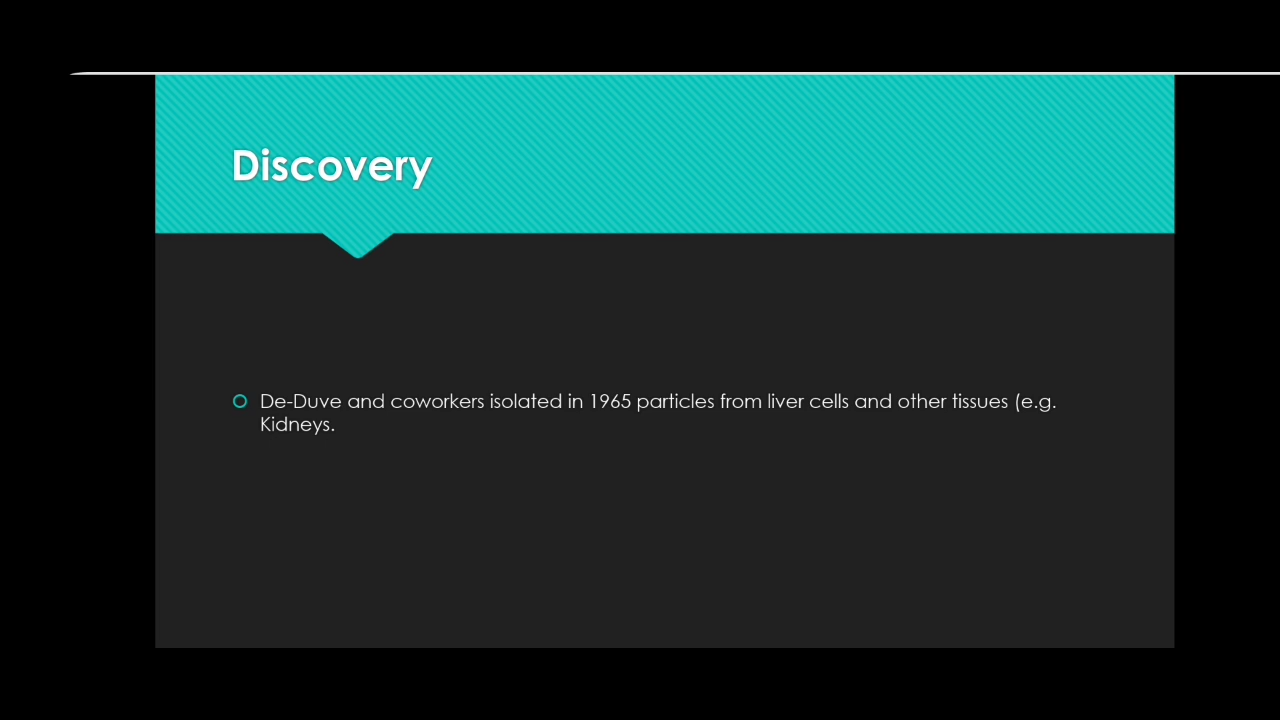 Discovery
De-Duve and coworkers isolated in 1965 particles from liver cells and other tissues (e.g.
Kidneys.